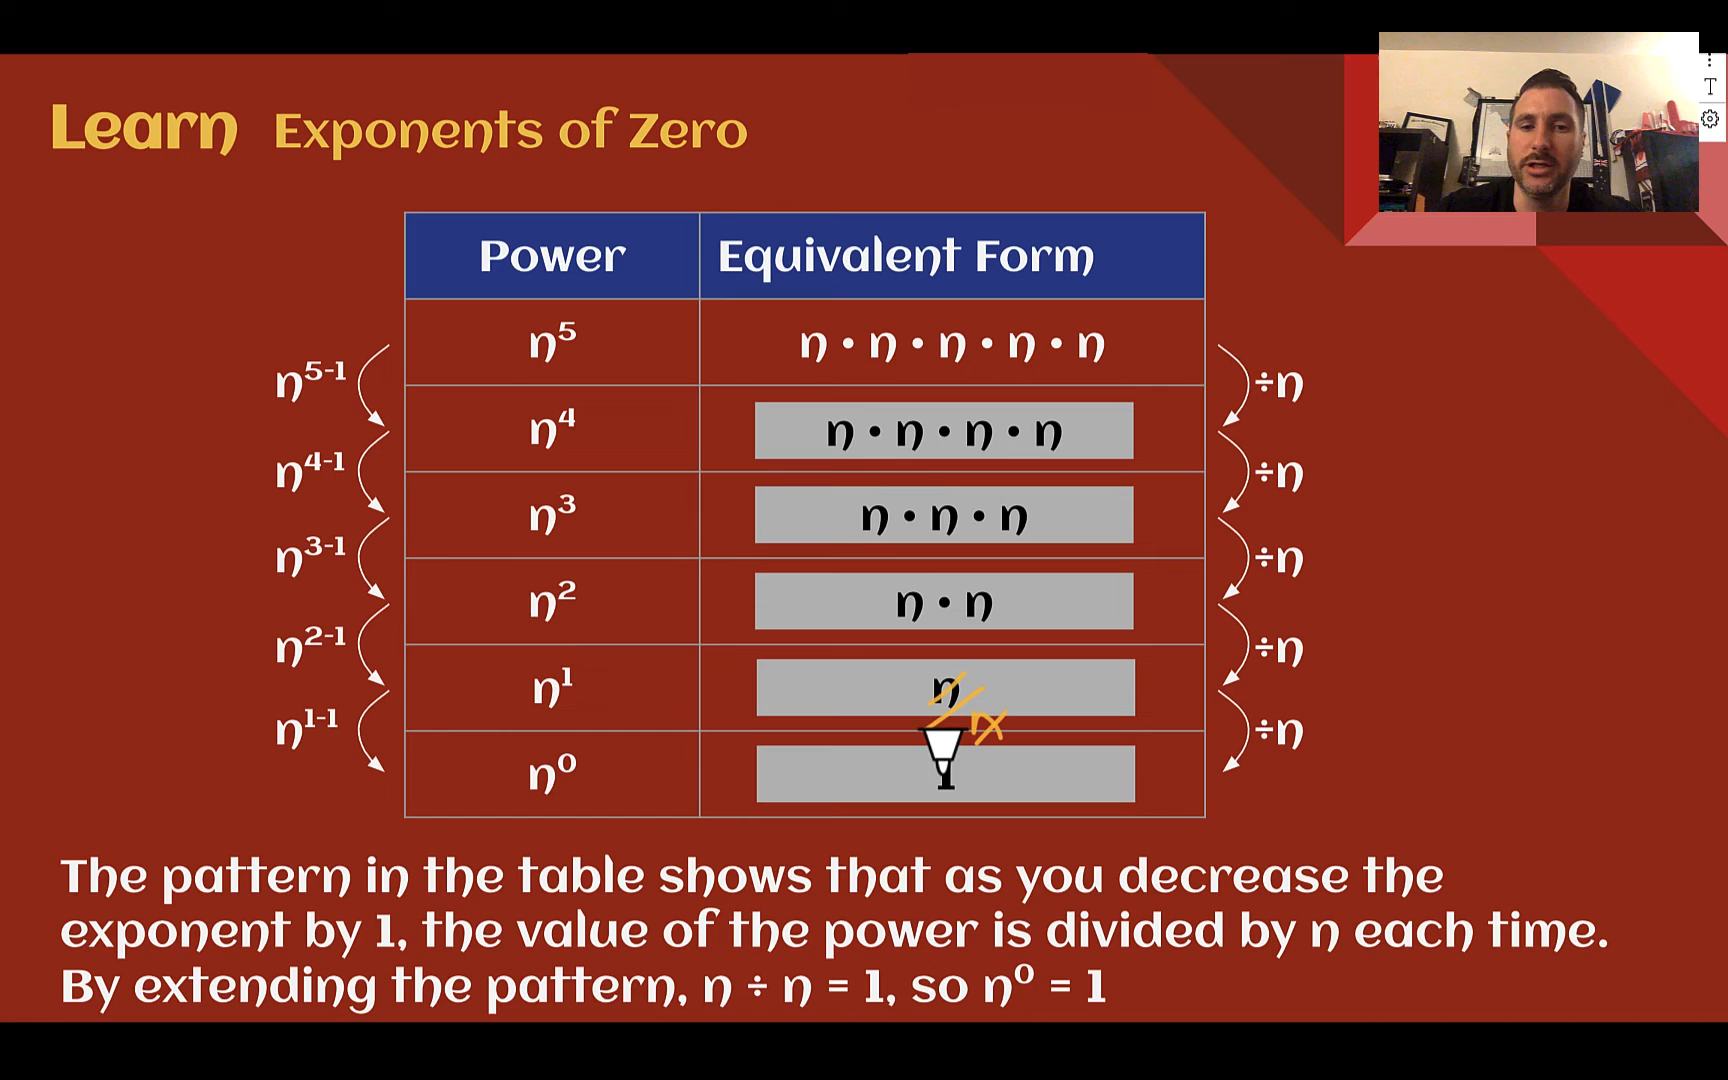 Learn Exponents of Zero
Power Equivalent Form
n⁵ n • n • n • n • n
n⁵⁻¹ ÷n
n⁴ n • n • n • n
n⁴⁻¹ ÷n
n³ n • n • n
n³⁻¹ ÷n
n² n • n
n²⁻¹ ÷n
n¹ n
n¹⁻¹ n ÷n
n⁰ 1
The pattern in the table shows that as you decrease the
exponent by 1, the value of the power is divided by n each time.
By extending the pattern, n ÷ n = 1, so n⁰ = 1
T